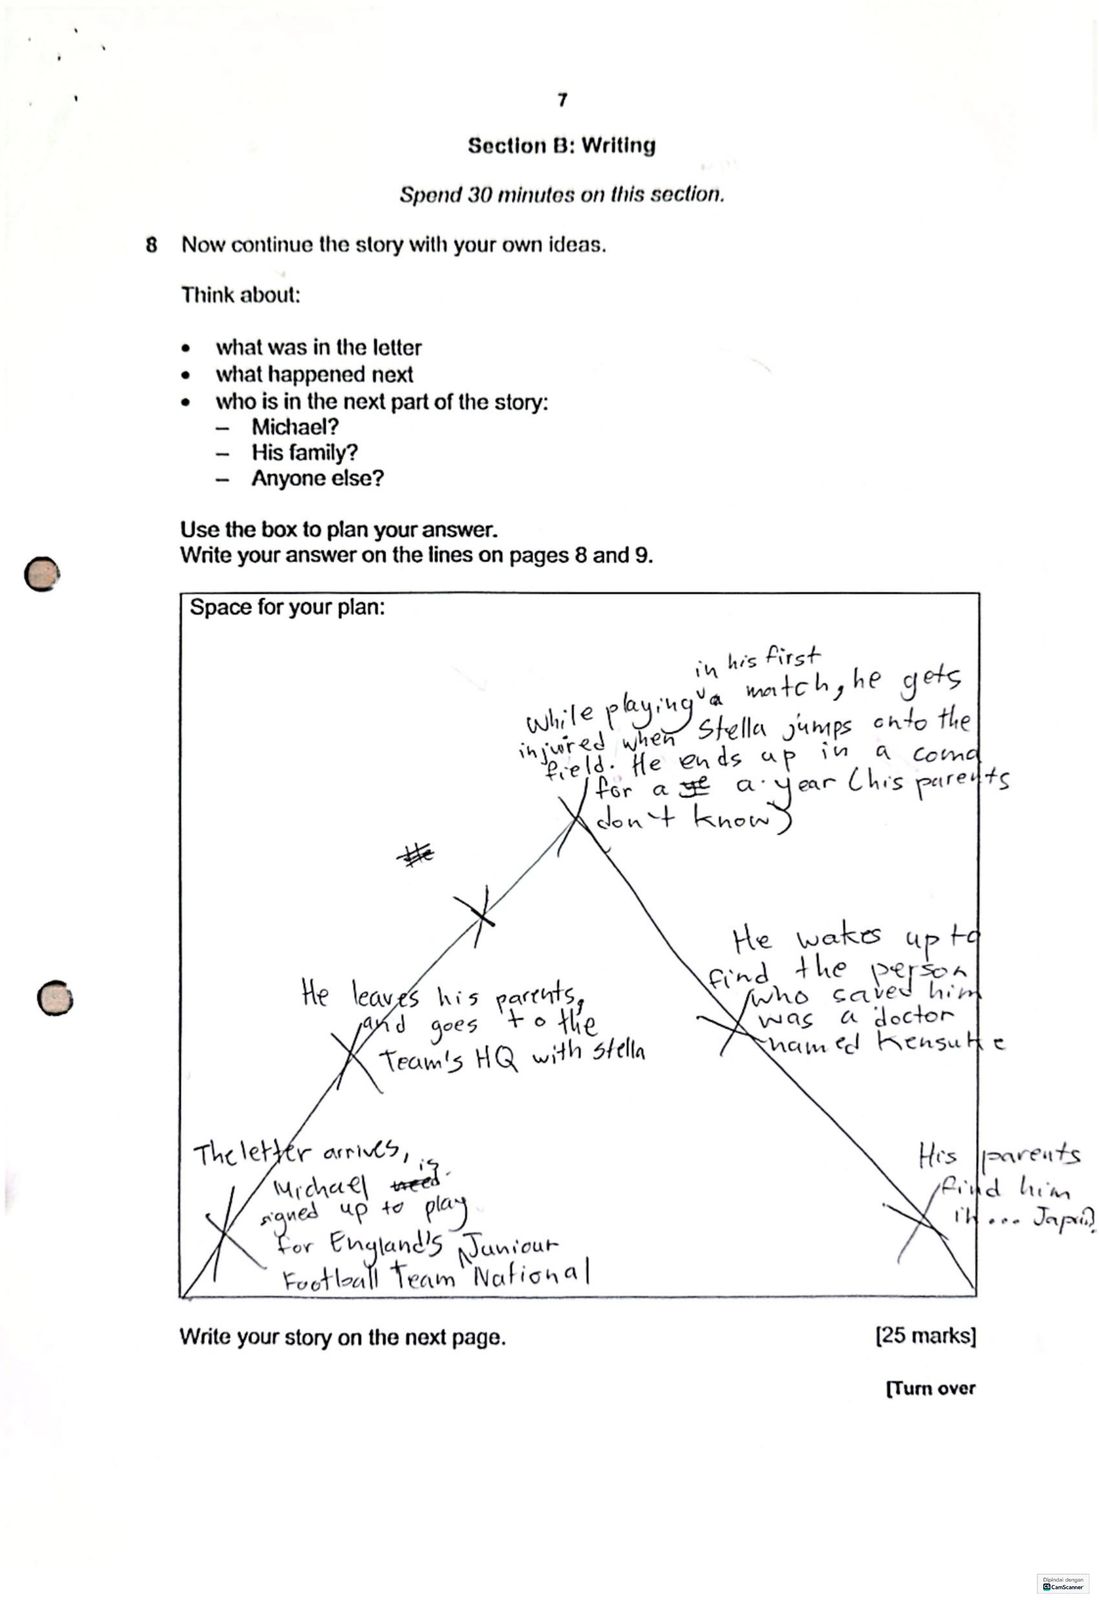 7
Section B: Writing
Spend 30 minutes on this section.
8 Now continue the story with your own ideas.
Think about:
• what was in the letter
• what happened next
• who is in the next part of the story:
– Michael?
– His family?
– Anyone else?
Use the box to plan your answer.
Write your answer on the lines on pages 8 and 9.
Space for your plan:
in his first
While playing a match, he gets
injured when Stella jumps onto the
field. He ends up in a coma
for a a year (his parents
don't know)
He leaves his parents,
and goes to the
Team's HQ with Stella
He wakes up to
find the person
who saved him
was a doctor
named Kensuke
The letter arrives,
is
Michael
signed up to play
for England's Juniour
Football Team National
His parents
find him
in... Japan?
Write your story on the next page.
[25 marks]
[Turn over
Dipindai dengan
CamScanner